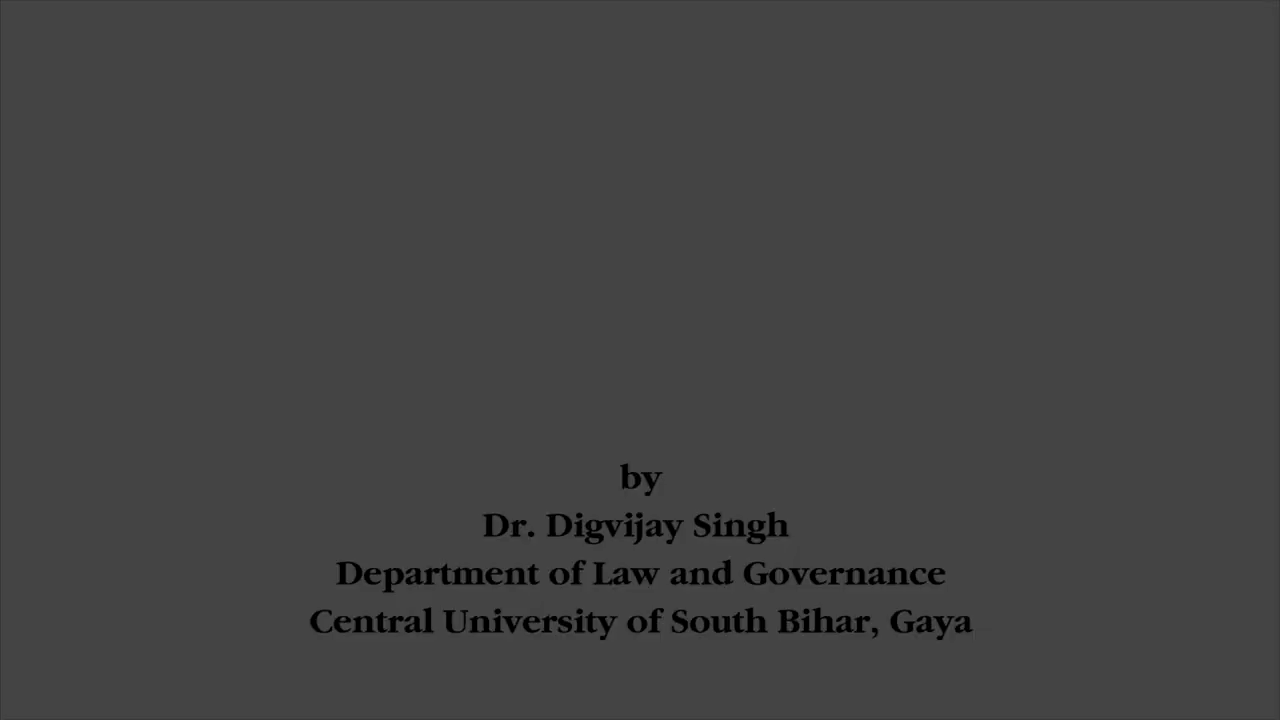 by
Dr. Digvijay Singh
Department of Law and Governance
Central University of South Bihar, Gaya